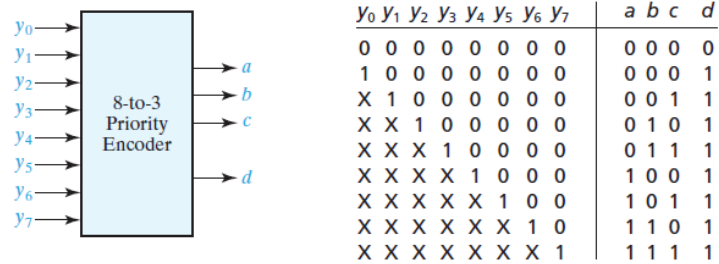 y0
y1
y2
y3
y4
y5
y6
y7
8-to-3
Priority
Encoder
a
b
c
d
y0 y1 y2 y3 y4 y5 y6 y7 a b c d
0 0 0 0 0 0 0 0 0 0 0 0
1 0 0 0 0 0 0 0 0 0 0 1
X 1 0 0 0 0 0 0 0 0 1 1
X X 1 0 0 0 0 0 0 1 0 1
X X X 1 0 0 0 0 0 1 1 1
X X X X 1 0 0 0 1 0 0 1
X X X X X 1 0 0 1 0 1 1
X X X X X X 1 0 1 1 0 1
X X X X X X X 1 1 1 1 1